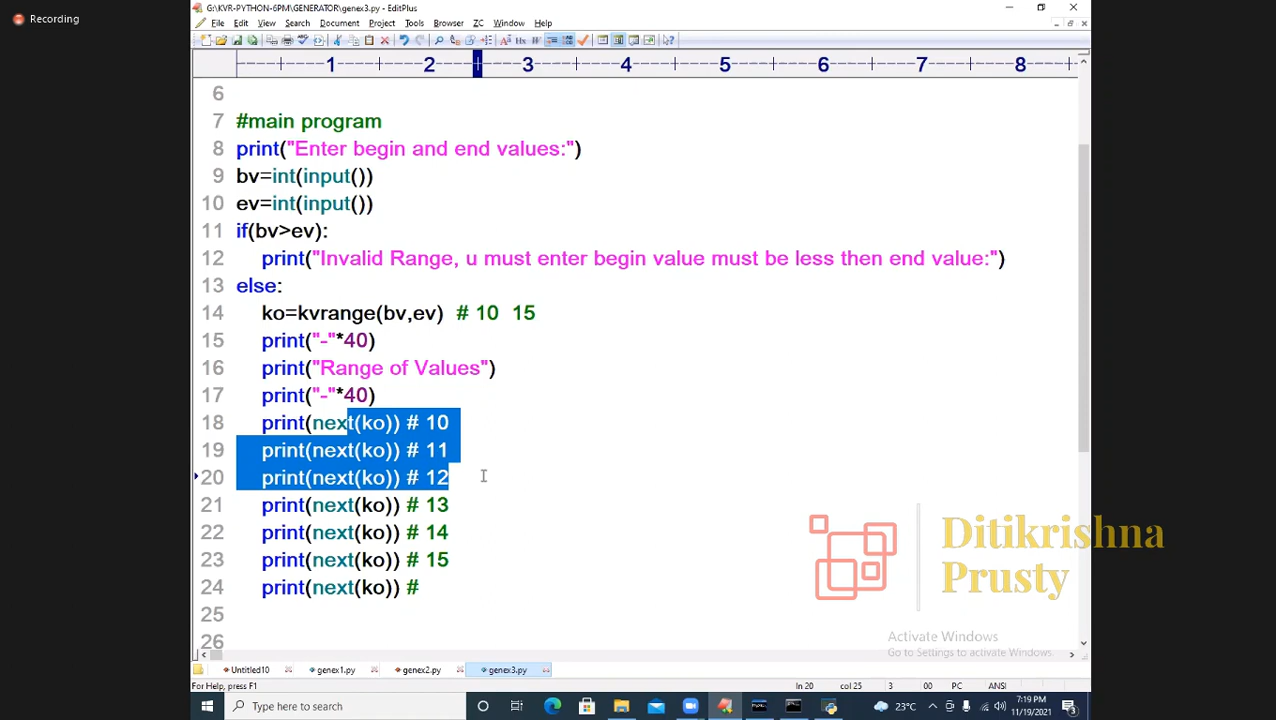 Recording
G:\KVR-PYTHON-6PM\GENERATOR\genex3.py - EditPlus
File Edit View Search Document Project Tools Browser ZC Window Help
1 2 3 4 5 6 7 8
6
7 #main program
8 print("Enter begin and end values:")
9 bv=int(input())
10 ev=int(input())
11 if(bv>ev):
12 print("Invalid Range, u must enter begin value must be less then end value:")
13 else:
14 ko=kvrange(bv,ev) # 10 15
15 print("-"*40)
16 print("Range of Values")
17 print("-"*40)
18 print(next(ko)) # 10
19 print(next(ko)) # 11
20 print(next(ko)) # 12
21 print(next(ko)) # 13
22 print(next(ko)) # 14
23 print(next(ko)) # 15
24 print(next(ko)) #
25
26
Ditikrishna
Prusty
Activate Windows
Go to Settings to activate Windows.
Untitled10 genex1.py genex2.py genex3.py
For Help, press F1 ln 20 col 25 3 00 PC ANSI
Type here to search 23°C 7:19 PM
11/19/2021 3